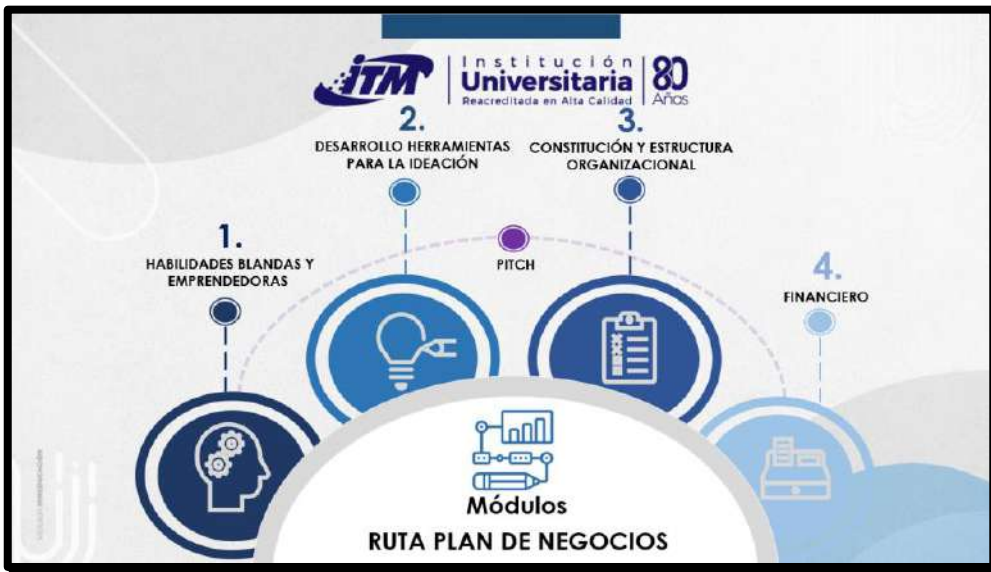 iTM
Institución
Universitaria
Reacreditada en Alta Calidad
80
Años
1.
HABILIDADES BLANDAS Y
EMPRENDEDORAS
2.
DESARROLLO HERRAMIENTAS
PARA LA IDEACIÓN
PITCH
3.
CONSTITUCIÓN Y ESTRUCTURA
ORGANIZACIONAL
4.
FINANCIERO
Módulos
RUTA PLAN DE NEGOCIOS